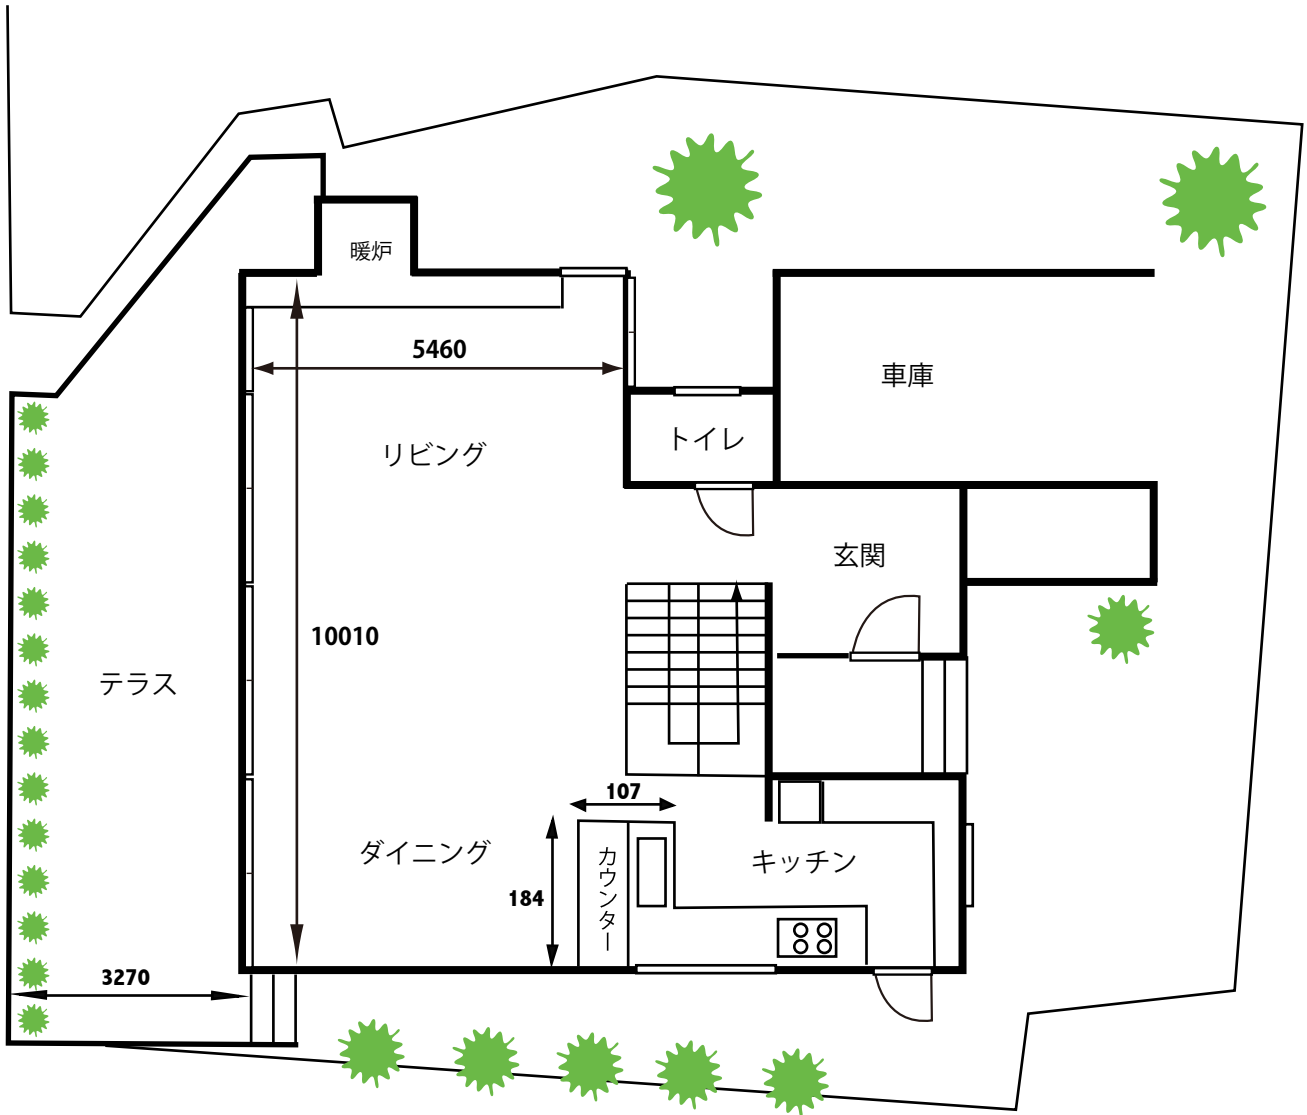 暖炉
5460
車庫
トイレ
リビング
玄関
10010
テラス
107
ダイニング
カウンター
キッチン
184
3270